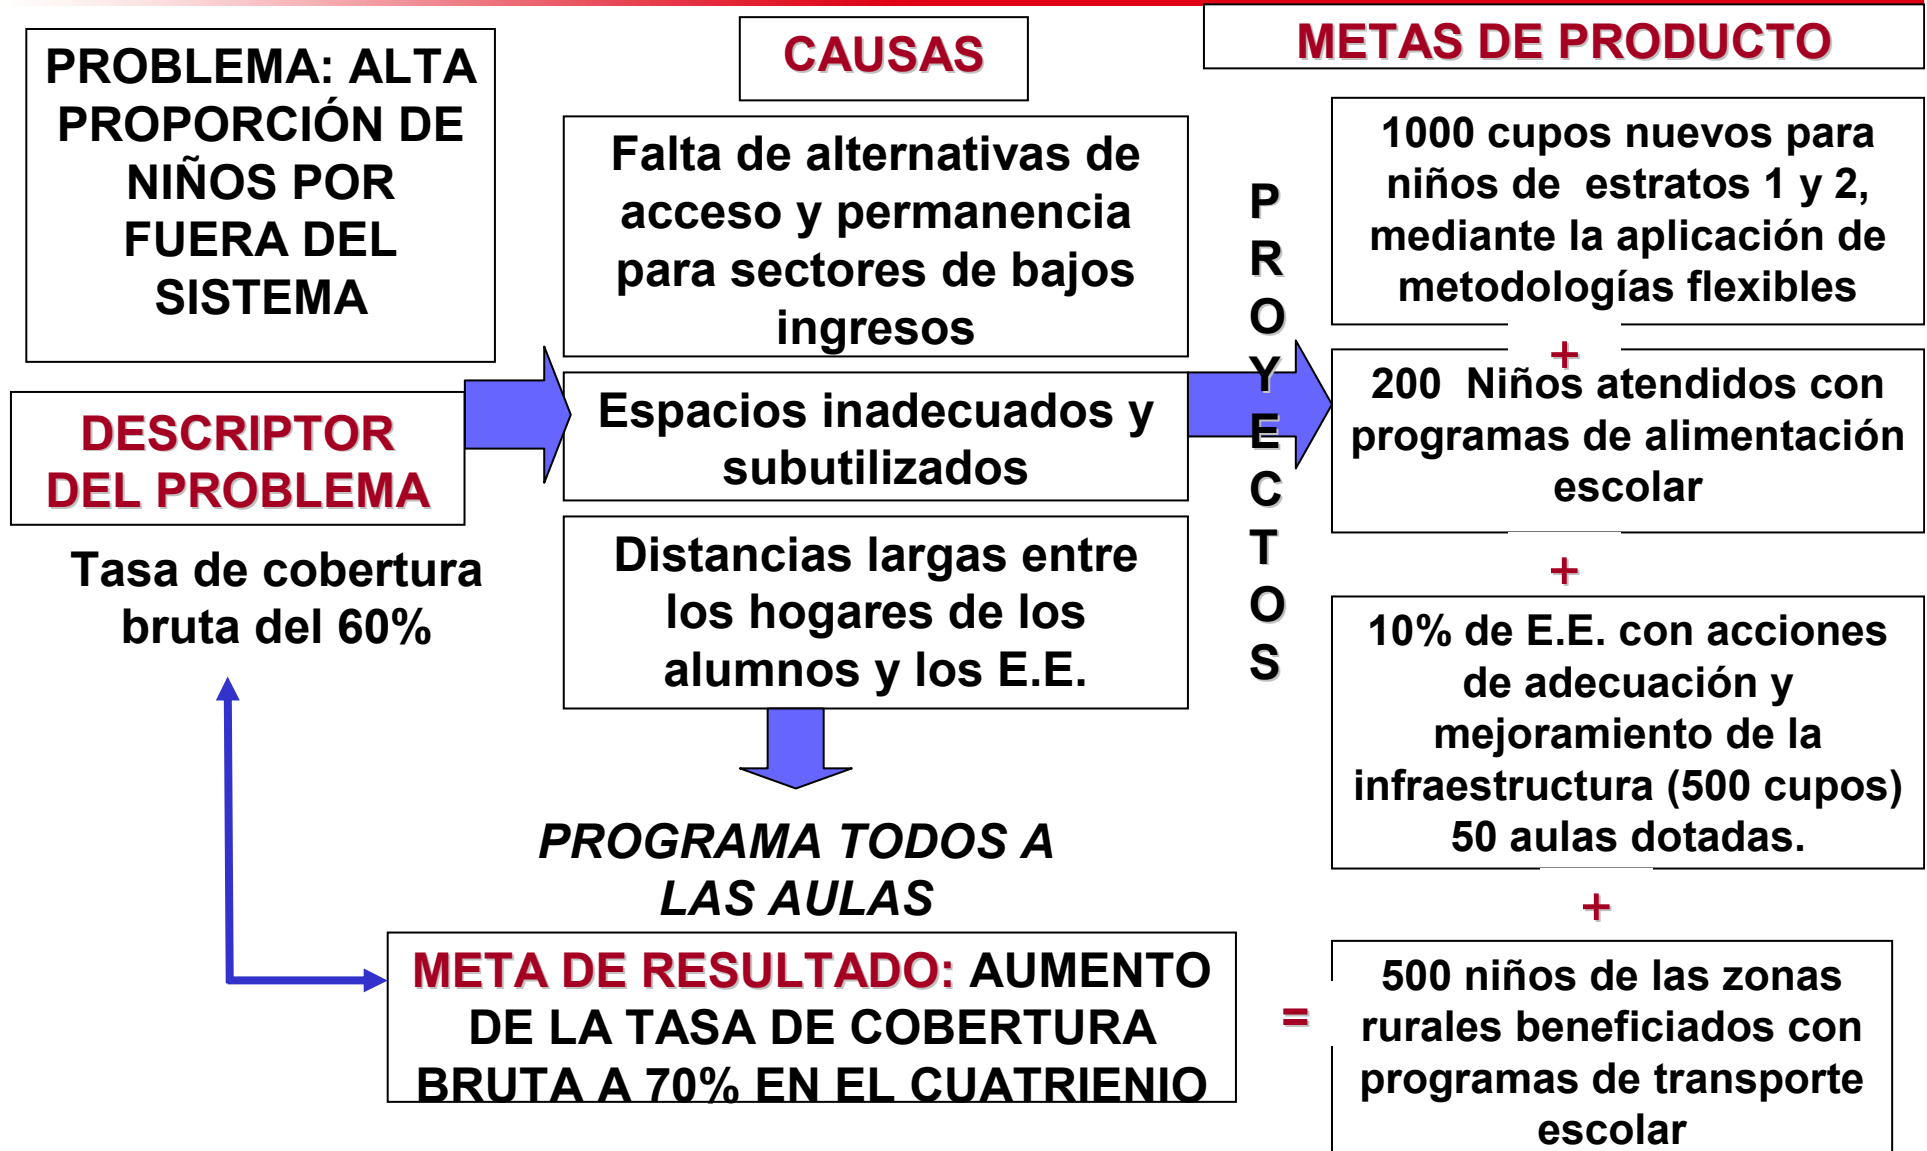 PROBLEMA: ALTA
PROPORCIÓN DE
NIÑOS POR
FUERA DEL
SISTEMA
DESCRIPTOR
DEL PROBLEMA
Tasa de cobertura
bruta del 60%
CAUSAS
Falta de alternativas de
acceso y permanencia
para sectores de bajos
ingresos
Espacios inadecuados y
subutilizados
Distancias largas entre
los hogares de los
alumnos y los E.E.
PROGRAMA TODOS A
LAS AULAS
META DE RESULTADO: AUMENTO
DE LA TASA DE COBERTURA
BRUTA A 70% EN EL CUATRIENIO
P
R
O
Y
E
C
T
O
S
METAS DE PRODUCTO
1000 cupos nuevos para
niños de estratos 1 y 2,
mediante la aplicación de
metodologías flexibles
+
200 Niños atendidos con
programas de alimentación
escolar
+
10% de E.E. con acciones
de adecuación y
mejoramiento de la
infraestructura (500 cupos)
50 aulas dotadas.
+
=
500 niños de las zonas
rurales beneficiados con
programas de transporte
escolar